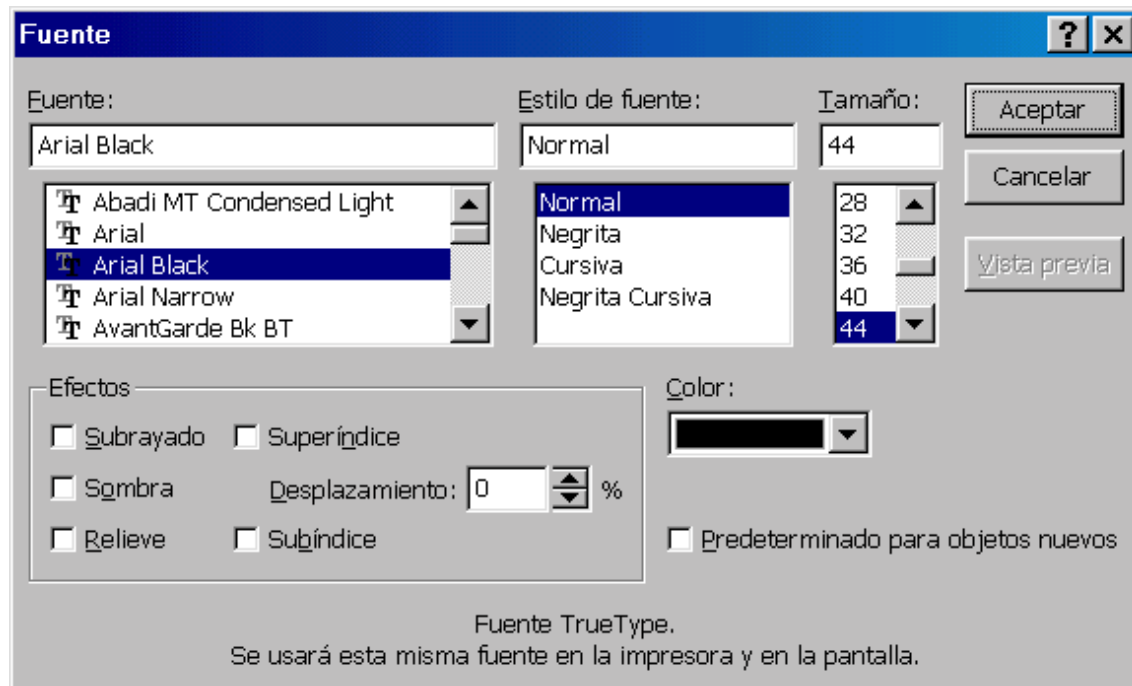 Fuente
Fuente:
Estilo de fuente:
Tamaño:
Arial Black
Normal
44
Aceptar
Cancelar
Vista previa
Abadi MT Condensed Light
Arial
Arial Black
Arial Narrow
AvantGarde Bk BT
Normal
Negrita
Cursiva
Negrita Cursiva
28
32
36
40
44
Efectos
Subrayado
Superíndice
Sombra
Desplazamiento: 0 %
Relieve
Subíndice
Color:
Predeterminado para objetos nuevos
Fuente TrueType.
Se usará esta misma fuente en la impresora y en la pantalla.